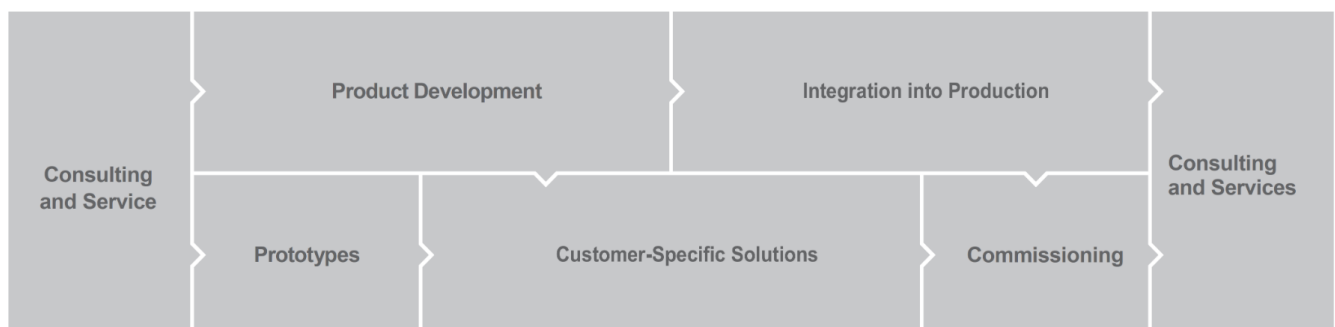 Consulting
and Service
Product Development
Integration into Production
Prototypes
Customer-Specific Solutions
Commissioning
Consulting
and Services